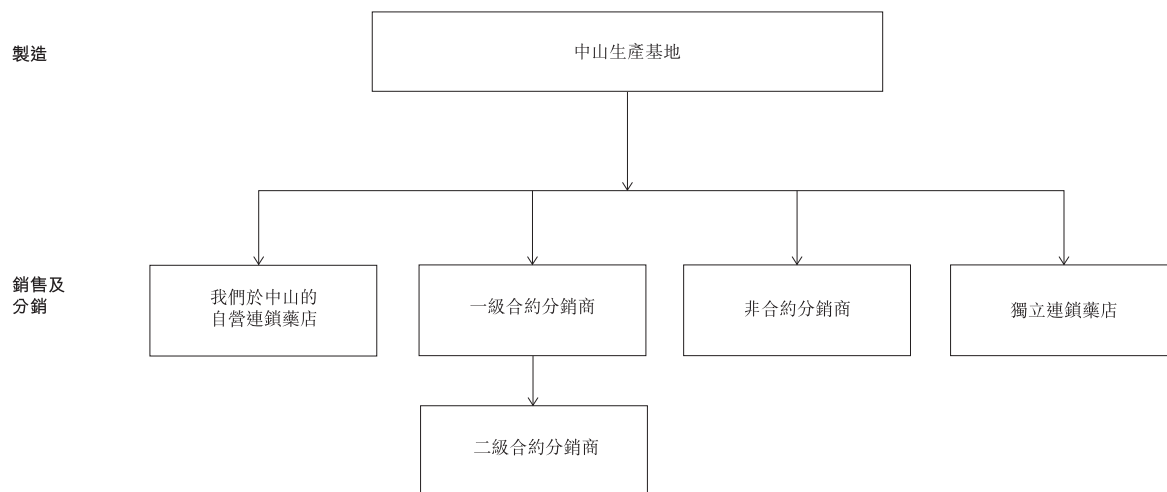 製造
中山生產基地
銷售及
分銷
我們於中山的
自營連鎖藥店
一級合約分銷商
非合約分銷商
獨立連鎖藥店
二級合約分銷商